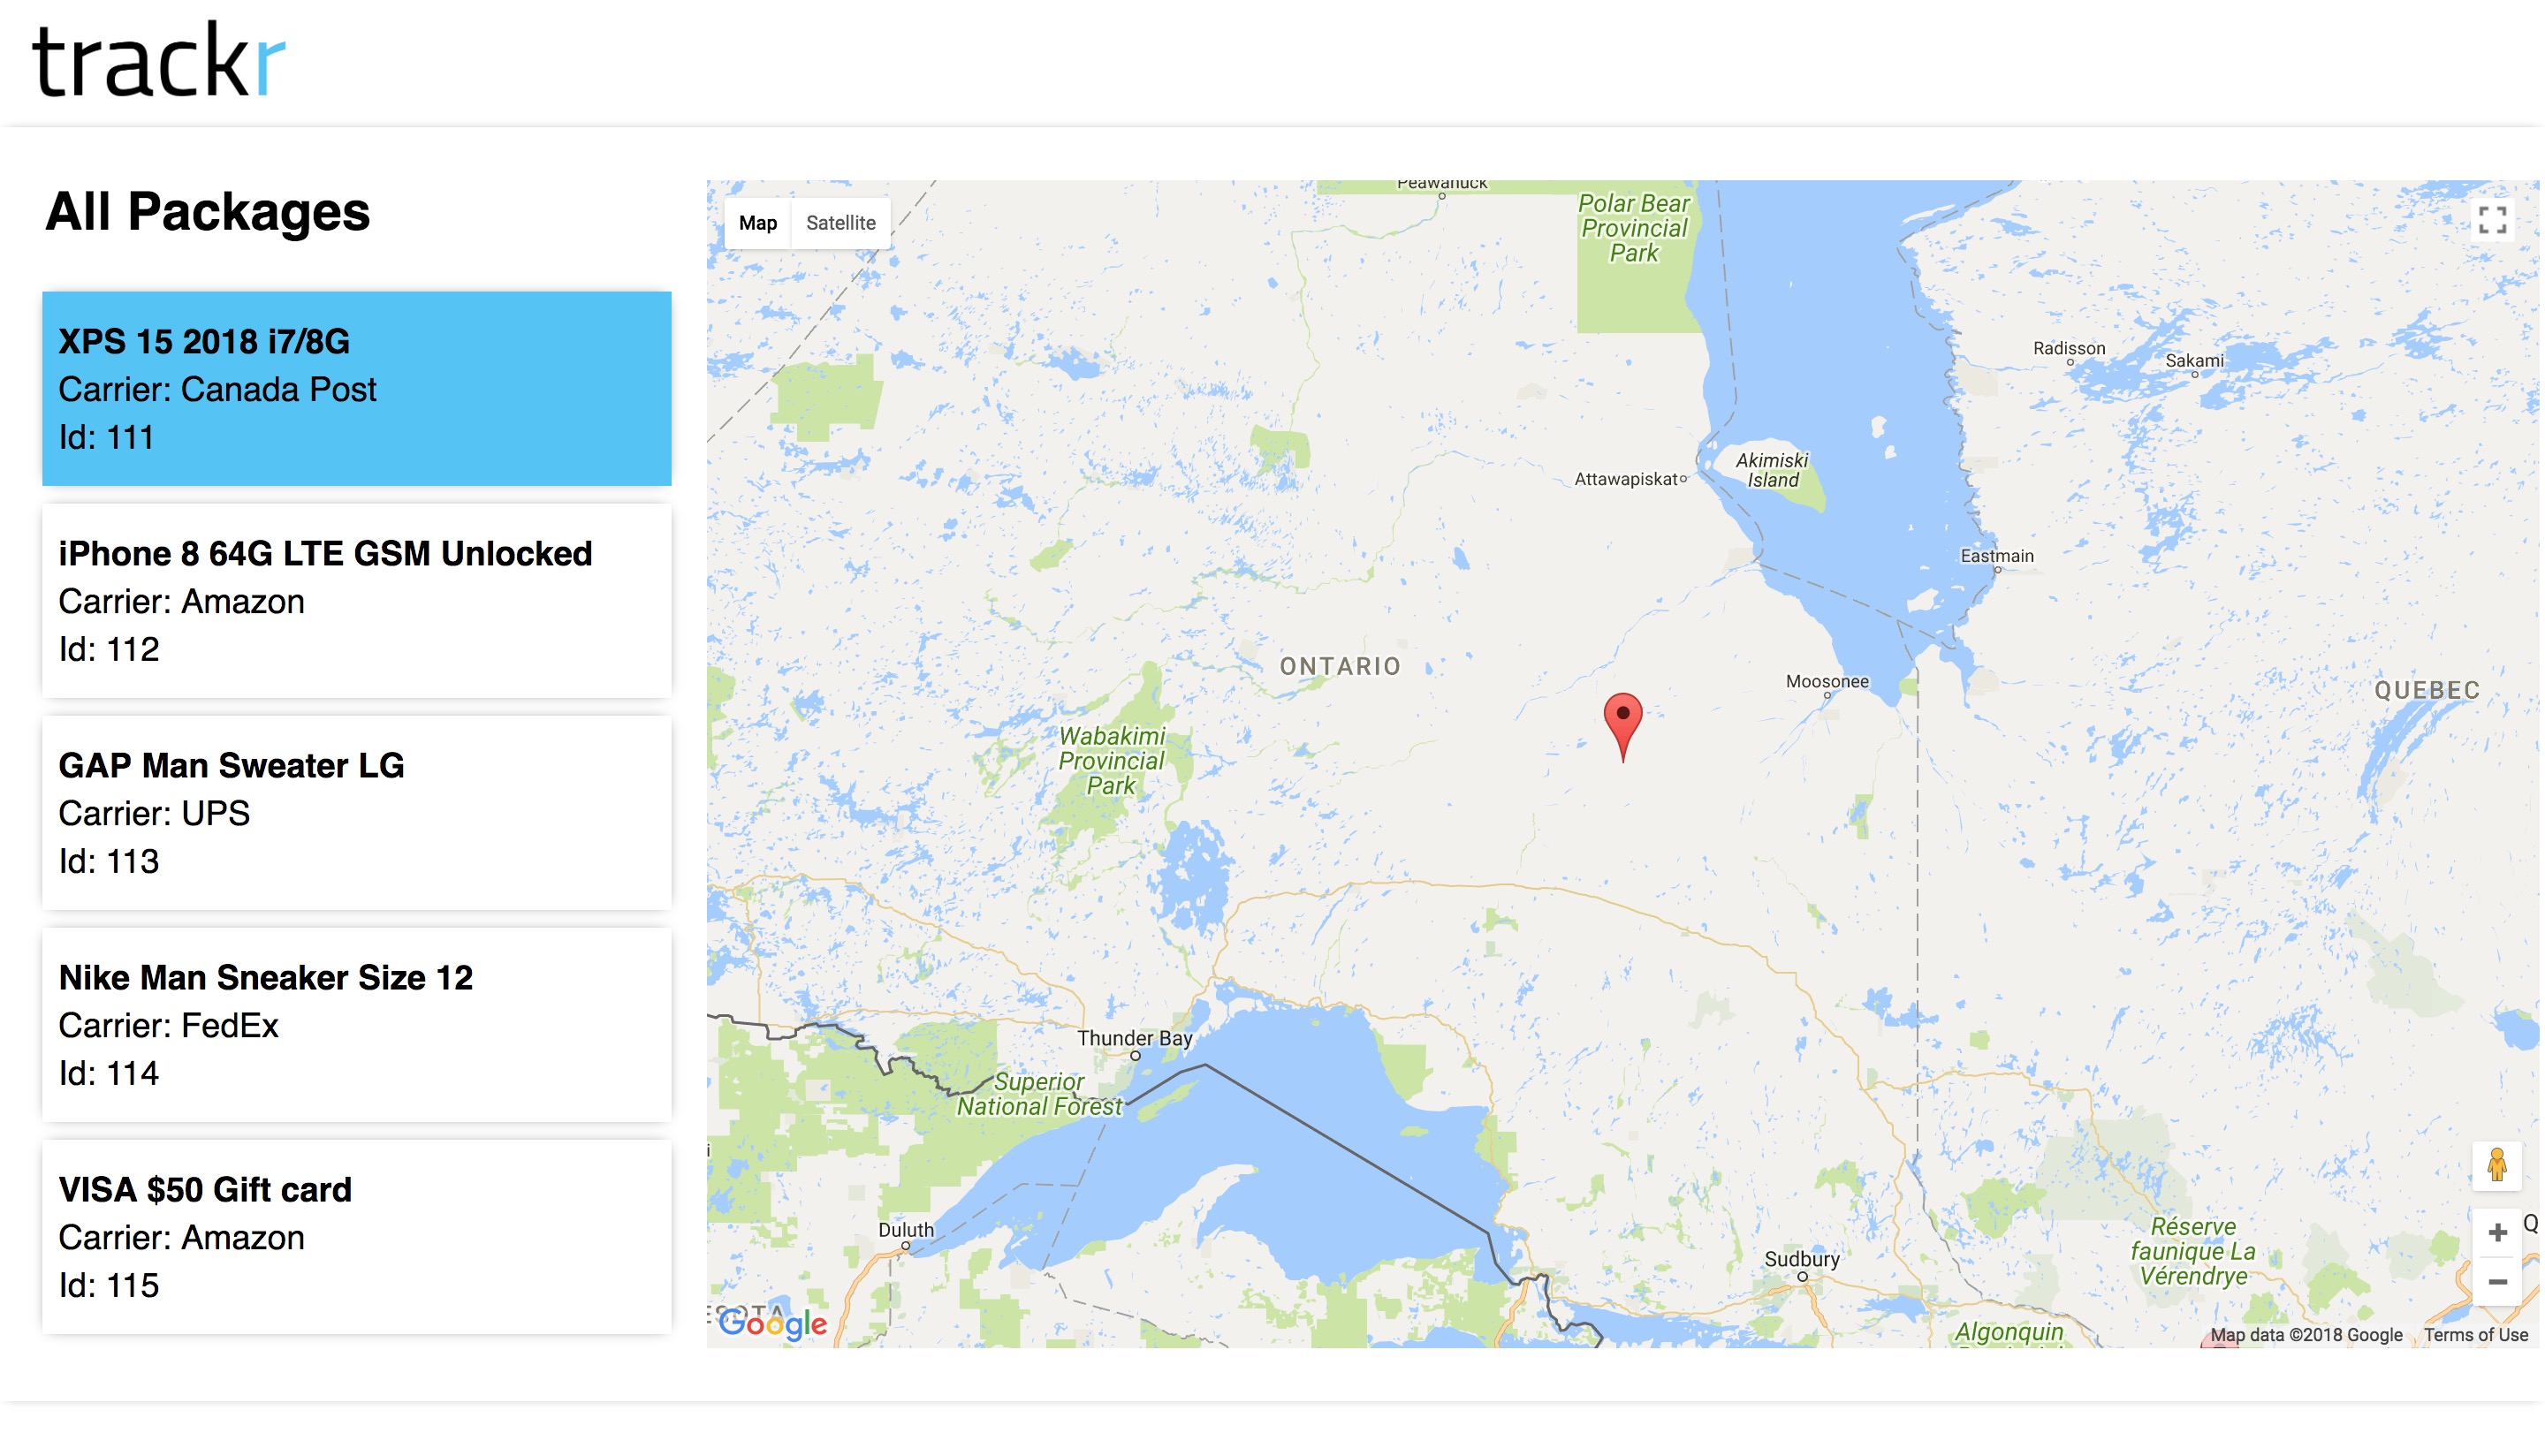 trackr
All Packages
XPS 15 2018 i7/8G
Carrier: Canada Post
Id: 111
iPhone 8 64G LTE GSM Unlocked
Carrier: Amazon
Id: 112
GAP Man Sweater LG
Carrier: UPS
Id: 113
Nike Man Sneaker Size 12
Carrier: FedEx
Id: 114
VISA $50 Gift card
Carrier: Amazon
Id: 115
Map
Satellite
Peawanuck
Polar Bear
Provincial
Park
Radisson
Sakami
Akimiski
Island
Attawapiskat
Eastmain
ONTARIO
Moosonee
QUEBEC
Wabakimi
Provincial
Park
Thunder Bay
Superior
National Forest
Duluth
Sudbury
Réserve
faunique La
Vérendrye
Q
ESOTA
Google
Algonquin
Map data ©2018 Google
Terms of Use